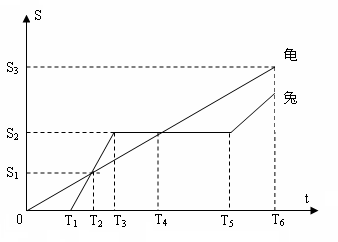 S
龟
S₃
兔
S₂
S₁
t
0 T₁ T₂ T₃ T₄ T₅ T₆